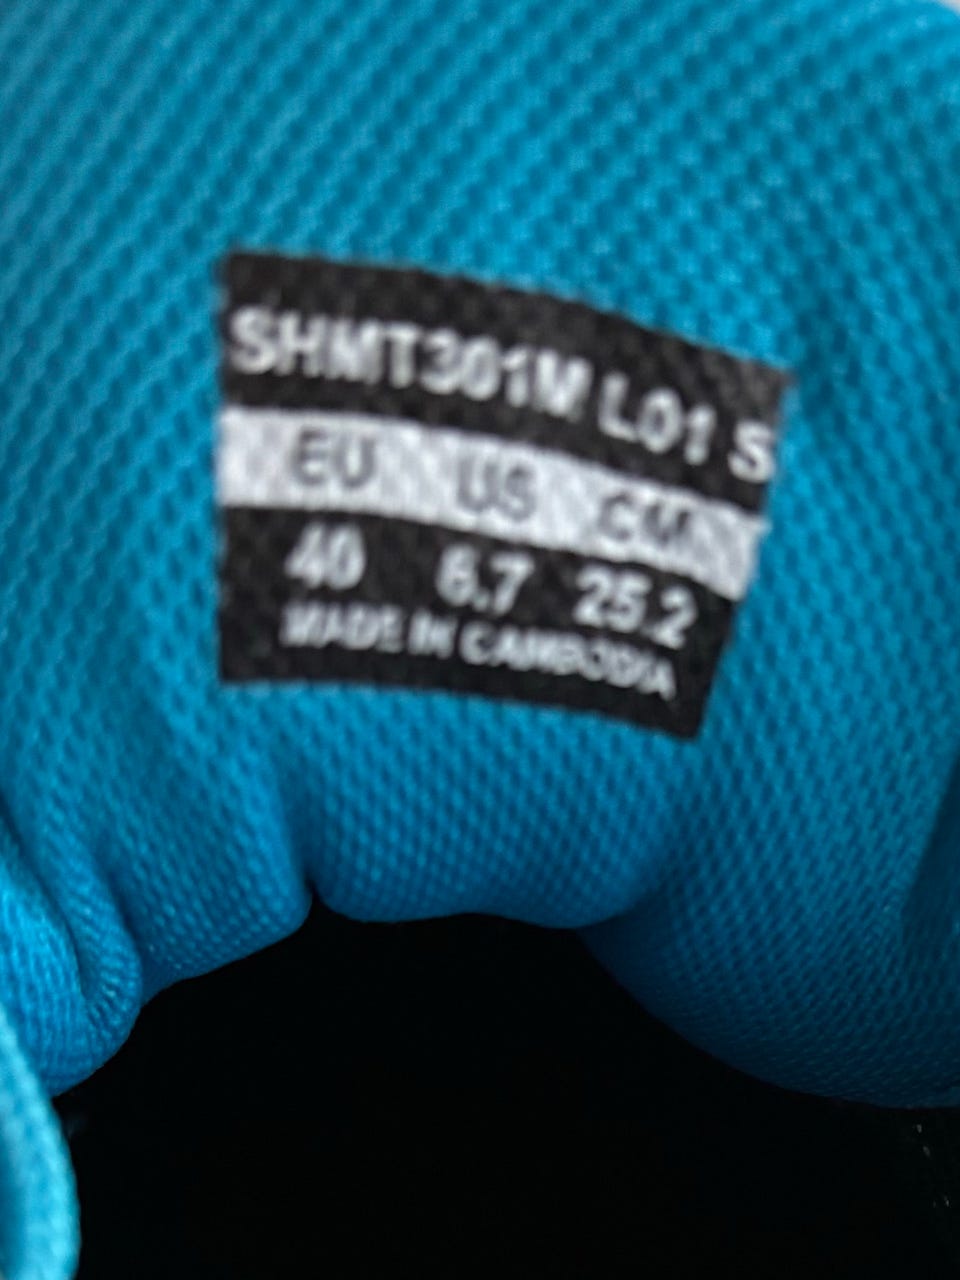 SHMT301M L01 S
EU US CM
40 6.7 25.2
MADE IN CAMBODIA